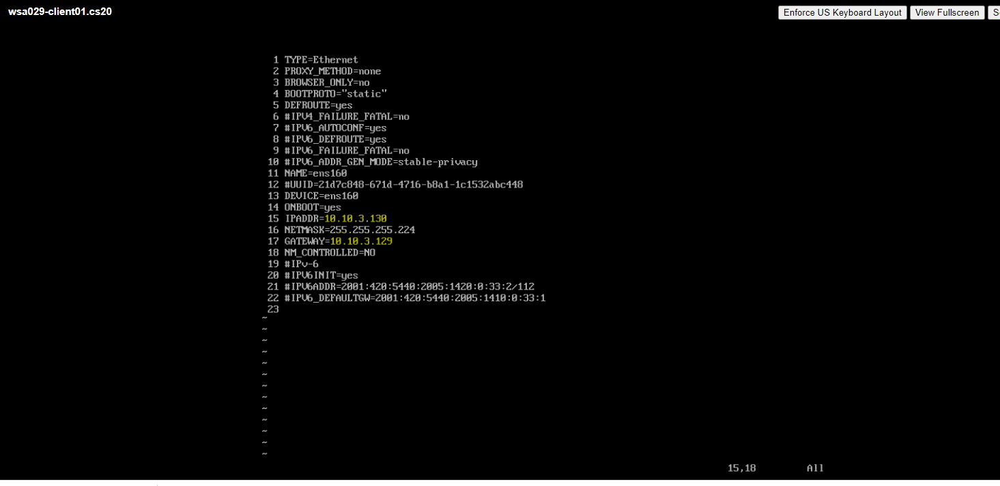 wsa029-client01.cs20
Enforce US Keyboard Layout
View Fullscreen
1 TYPE=Ethernet
2 PROXY_METHOD=none
3 BROWSER_ONLY=no
4 BOOTPROTO="static"
5 DEFROUTE=yes
6 #IPV4_FAILURE_FATAL=no
7 #IPV6_AUTOCONF=yes
8 #IPV6_DEFROUTE=yes
9 #IPV6_FAILURE_FATAL=no
10 #IPV6_ADDR_GEN_MODE=stable-privacy
11 NAME=ens160
12 #UUID=21d7c848-671d-4716-b8a1-1c1532abc448
13 DEVICE=ens160
14 ONBOOT=yes
15 IPADDR=10.10.3.130
16 NETMASK=255.255.255.224
17 GATEWAY=10.10.3.129
18 NM_CONTROLLED=NO
19 #IPv-6
20 #IPV6INIT=yes
21 #IPV6ADDR=2001:420:5440:2005:1420:0:33:2/112
22 #IPV6_DEFAULTGW=2001:420:5440:2005:1410:0:33:1
23
~
~
~
~
~
~
~
~
~
~
~
~
~
15,18 All